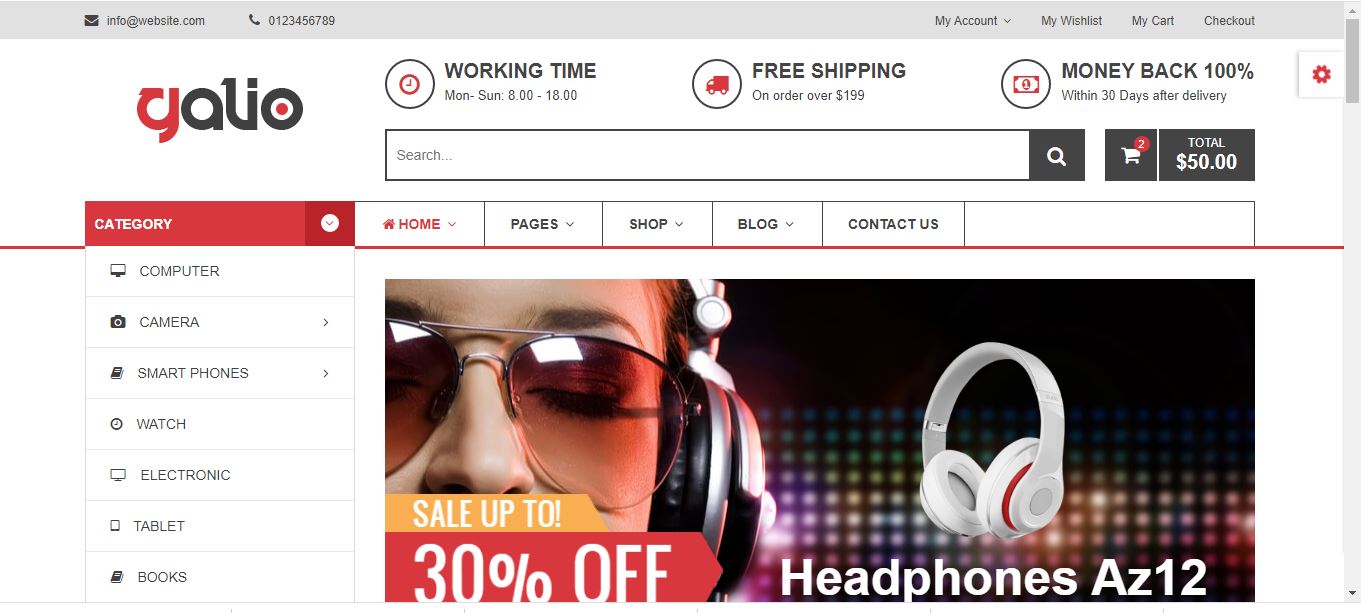 info@website.com
0123456789
My Account
My Wishlist
My Cart
Checkout
yalio
WORKING TIME
Mon- Sun: 8.00 - 18.00
FREE SHIPPING
On order over $199
MONEY BACK 100%
Within 30 Days after delivery
Search...
2
TOTAL
$50.00
CATEGORY
HOME
PAGES
SHOP
BLOG
CONTACT US
COMPUTER
CAMERA
SMART PHONES
WATCH
ELECTRONIC
TABLET
BOOKS
SALE UP TO!
30% OFF
Headphones Az12